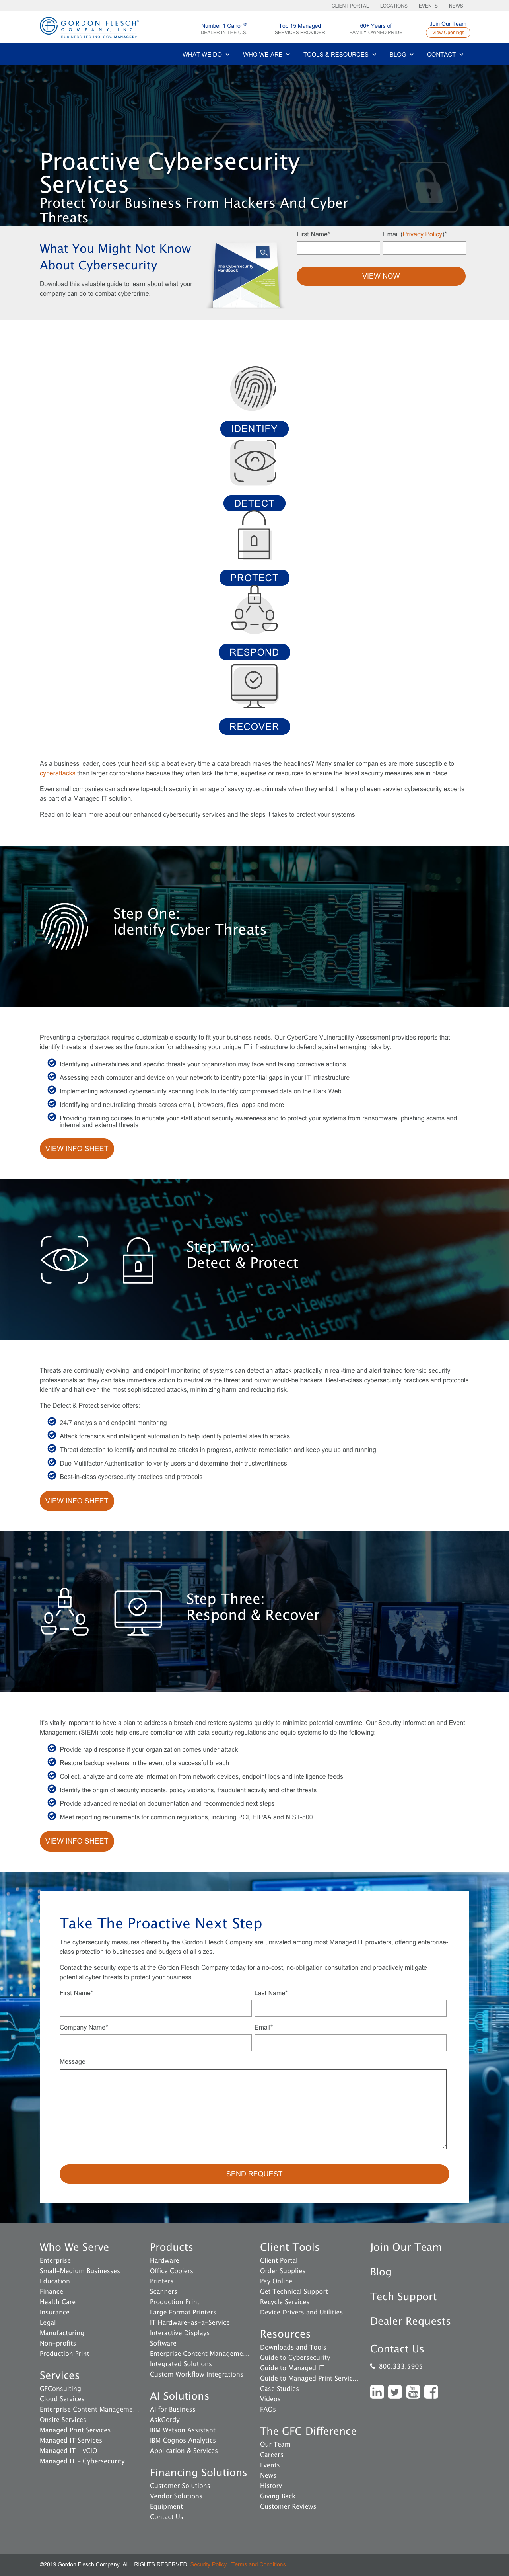 CLIENT PORTAL LOCATIONS EVENTS NEWS
GORDON FLESCH
COMPANY, INC.
BUSINESS TECHNOLOGY MANAGED
Number 1 Canon®
DEALER IN THE U.S.
Top 15 Managed
SERVICES PROVIDER
60+ Years of
FAMILY-OWNED PRIDE
Join Our Team
View Openings
WHAT WE DO WHO WE ARE TOOLS & RESOURCES BLOG CONTACT
Proactive Cybersecurity
Services
Protect Your Business From Hackers And Cyber
Threats
What You Might Not Know
About Cybersecurity
Download this valuable guide to learn about what your
company can do to combat cybercrime.
The Cybersecurity
Handbook
First Name*
Email (Privacy Policy)*
VIEW NOW
IDENTIFY
DETECT
PROTECT
RESPOND
RECOVER
As a business leader, does your heart skip a beat every time a data breach makes the headlines? Many smaller companies are more susceptible to
cyberattacks than larger corporations because they often lack the time, expertise or resources to ensure the latest security measures are in place.
Even small companies can achieve top-notch security in an age of savvy cybercriminals when they enlist the help of even savvier cybersecurity experts
as part of a Managed IT solution.
Read on to learn more about our enhanced cybersecurity services and the steps it takes to protect your systems.
Step One:
Identify Cyber Threats
Preventing a cyberattack requires customizable security to fit your business needs. Our CyberCare Vulnerability Assessment provides reports that
identify threats and serves as the foundation for addressing your unique IT infrastructure to defend against emerging risks by:
Identifying vulnerabilities and specific threats your organization may face and taking corrective actions
Assessing each computer and device on your network to identify potential gaps in your IT infrastructure
Implementing advanced cybersecurity scanning tools to identify compromised data on the Dark Web
Identifying and neutralizing threats across email, browsers, files, apps and more
Providing training courses to educate your staff about security awareness and to protect your systems from ransomware, phishing scams and
internal and external threats
VIEW INFO SHEET
Step Two:
Detect & Protect
Threats are continually evolving, and endpoint monitoring of systems can detect an attack practically in real-time and alert trained forensic security
professionals so they can take immediate action to neutralize the threat and outwit would-be hackers. Best-in-class cybersecurity practices and protocols
identify and halt even the most sophisticated attacks, minimizing harm and reducing risk.
The Detect & Protect service offers:
24/7 analysis and endpoint monitoring
Attack forensics and intelligent automation to help identify potential stealth attacks
Threat detection to identify and neutralize attacks in progress, activate remediation and keep you up and running
Duo Multifactor Authentication to verify users and determine their trustworthiness
Best-in-class cybersecurity practices and protocols
VIEW INFO SHEET
Step Three:
Respond & Recover
It's vitally important to have a plan to address a breach and restore systems quickly to minimize potential downtime. Our Security Information and Event
Management (SIEM) tools help ensure compliance with data security regulations and equip systems to do the following:
Provide rapid response if your organization comes under attack
Restore backup systems in the event of a successful breach
Collect, analyze and correlate information from network devices, endpoint logs and intelligence feeds
Identify the origin of security incidents, policy violations, fraudulent activity and other threats
Provide advanced remediation documentation and recommended next steps
Meet reporting requirements for common regulations, including PCI, HIPAA and NIST-800
VIEW INFO SHEET
Take The Proactive Next Step
The cybersecurity measures offered by the Gordon Flesch Company are unrivaled among most Managed IT providers, offering enterprise-
class protection to businesses and budgets of all sizes.
Contact the security experts at the Gordon Flesch Company today for a no-cost, no-obligation consultation and proactively mitigate
potential cyber threats to protect your business.
First Name*
Last Name*
Company Name*
Email*
Message
SEND REQUEST
Who We Serve
Enterprise
Small-Medium Businesses
Education
Finance
Health Care
Insurance
Legal
Manufacturing
Non-profits
Production Print
Services
GFConsulting
Cloud Services
Enterprise Content Manageme...
Onsite Services
Managed Print Services
Managed IT Services
Managed IT - vCIO
Managed IT - Cybersecurity
Products
Hardware
Office Copiers
Printers
Scanners
Production Print
Large Format Printers
IT Hardware-as-a-Service
Interactive Displays
Software
Enterprise Content Manageme...
Integrated Solutions
Custom Workflow Integrations
AI Solutions
AI for Business
AskGordy
IBM Watson Assistant
IBM Cognos Analytics
Application & Services
Financing Solutions
Customer Solutions
Vendor Solutions
Equipment
Contact Us
Client Tools
Client Portal
Order Supplies
Pay Online
Get Technical Support
Recycle Services
Device Drivers and Utilities
Resources
Downloads and Tools
Guide to Cybersecurity
Guide to Managed IT
Guide to Managed Print Servic...
Case Studies
Videos
FAQs
The GFC Difference
Our Team
Careers
Events
News
History
Giving Back
Customer Reviews
Join Our Team
Blog
Tech Support
Dealer Requests
Contact Us
800.333.5905
©2019 Gordon Flesch Company. ALL RIGHTS RESERVED. Security Policy | Terms and Conditions